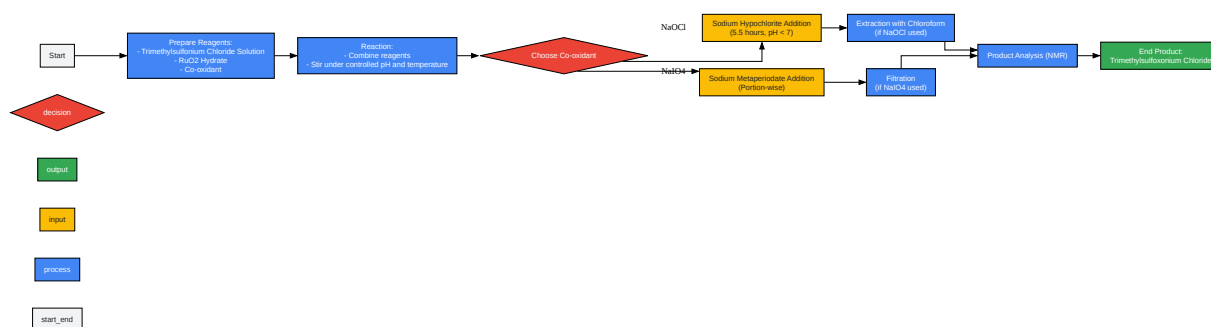 Start
Prepare Reagents:
- Trimethylsulfonium Chloride Solution
- RuO2 Hydrate
- Co-oxidant
Reaction:
- Combine reagents
- Stir under controlled pH and temperature
Choose Co-oxidant
NaOCl
Sodium Hypochlorite Addition
(5.5 hours, pH < 7)
Extraction with Chloroform
(if NaOCl used)
NaIO4
Sodium Metaperiodate Addition
(Portion-wise)
Filtration
(if NaIO4 used)
Product Analysis (NMR)
End Product:
Trimethylsulfoxonium Chloride
decision
output
input
process
start_end